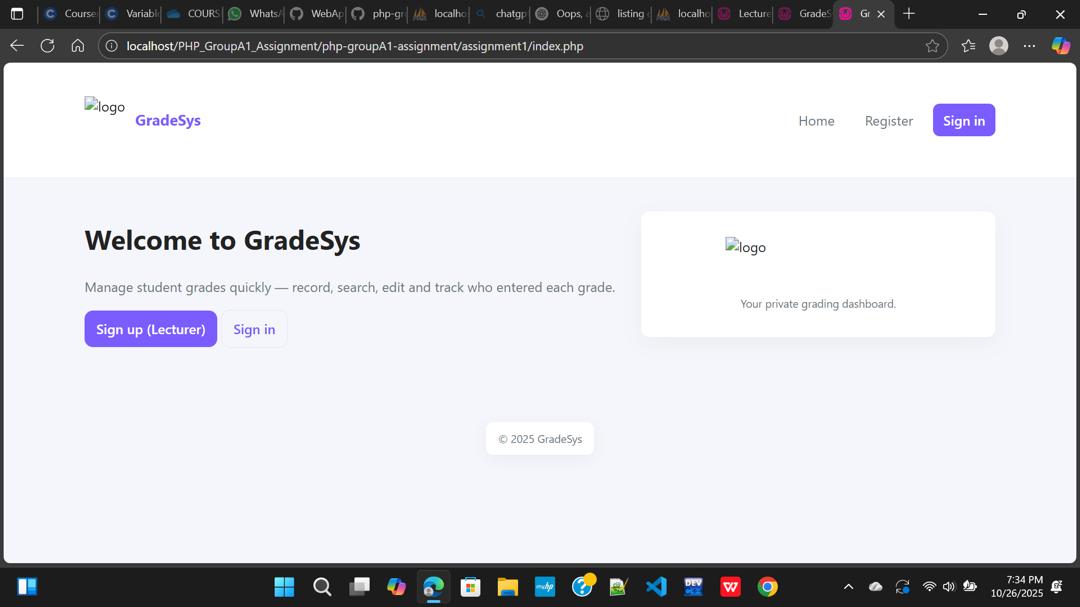 Course
Variabl
COURS
WhatsA
WebAp
php-gr
localho
chatgp
Oops, a
listing
localho
Lecture
GradeS
Gr
localhost/PHP_GroupA1_Assignment/php-groupA1-assignment/assignment1/index.php
logo
GradeSys
Home
Register
Sign in
Welcome to GradeSys
Manage student grades quickly — record, search, edit and track who entered each grade.
Sign up (Lecturer)
Sign in
logo
Your private grading dashboard.
© 2025 GradeSys
DEV
7:34 PM
10/26/2025